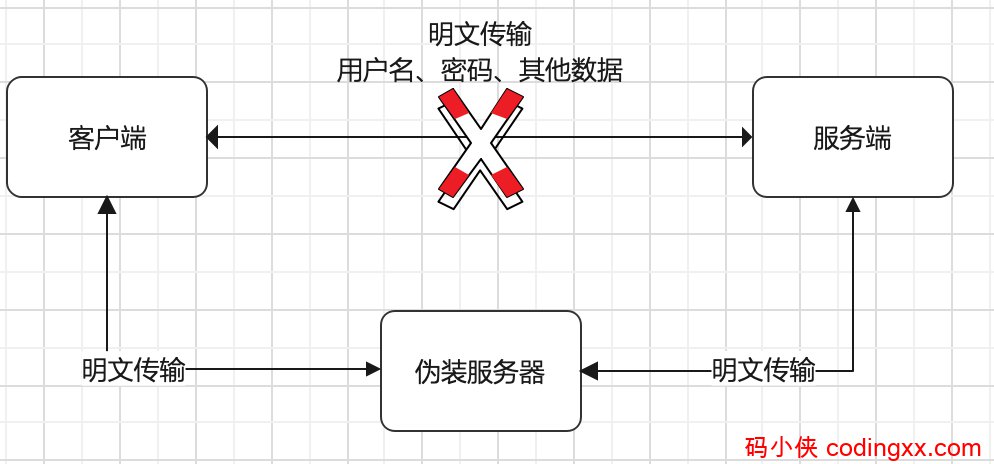 明文传输
用户名、密码、其他数据
客户端
服务端
明文传输
伪装服务器
明文传输
码小侠 codingxx.com